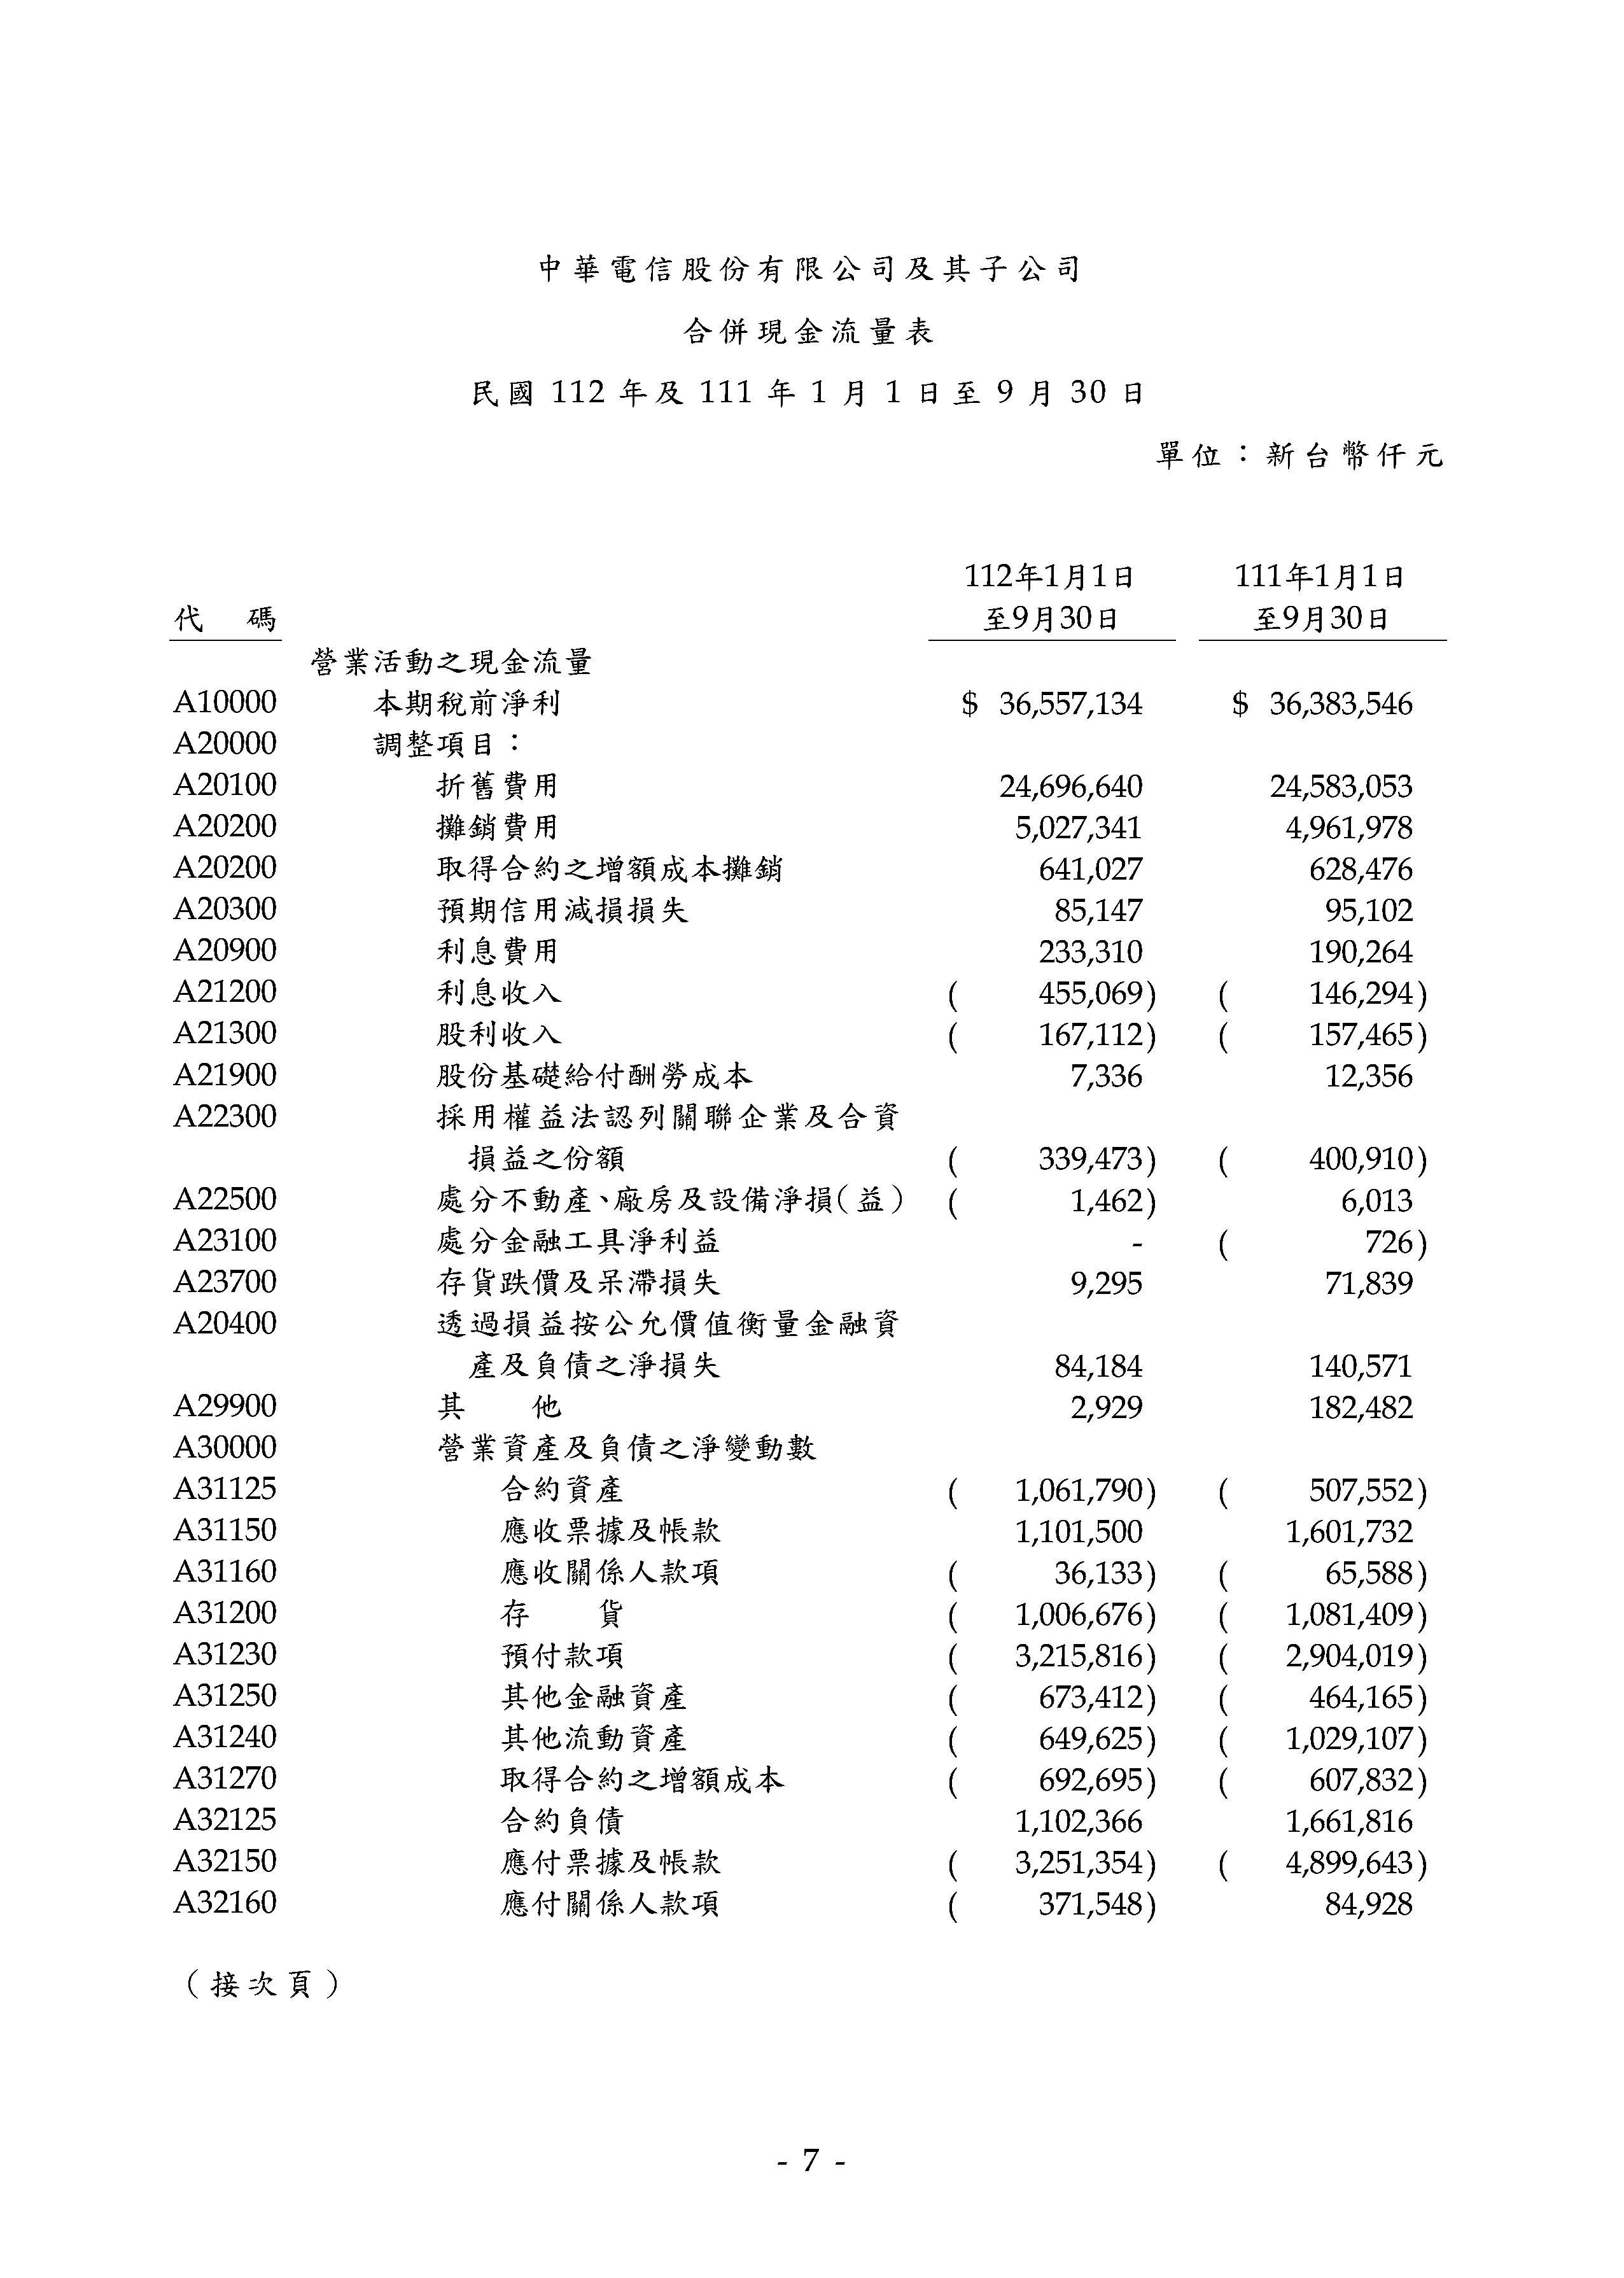 中華電信股份有限公司及其子公司
合併現金流量表
民國 112 年及 111 年 1 月 1 日至 9 月 30 日
單位：新台幣仟元
112年1月1日 111年1月1日
代 碼 至9月30日 至9月30日
營業活動之現金流量
A10000 本期稅前淨利 $ 36,557,134 $ 36,383,546
A20000 調整項目：
A20100 折舊費用 24,696,640 24,583,053
A20200 攤銷費用 5,027,341 4,961,978
A20200 取得合約之增額成本攤銷 641,027 628,476
A20300 預期信用減損損失 85,147 95,102
A20900 利息費用 233,310 190,264
A21200 利息收入 ( 455,069) ( 146,294)
A21300 股利收入 ( 167,112) ( 157,465)
A21900 股份基礎給付酬勞成本 7,336 12,356
A22300 採用權益法認列關聯企業及合資
損益之份額 ( 339,473) ( 400,910)
A22500 處分不動產、廠房及設備淨損(益) ( 1,462) 6,013
A23100 處分金融工具淨利益 - ( 726)
A23700 存貨跌價及呆滯損失 9,295 71,839
A20400 透過損益按公允價值衡量金融資
產及負債之淨損失 84,184 140,571
A29900 其 他 2,929 182,482
A30000 營業資產及負債之淨變動數
A31125 合約資產 ( 1,061,790) ( 507,552)
A31150 應收票據及帳款 1,101,500 1,601,732
A31160 應收關係人款項 ( 36,133) ( 65,588)
A31200 存 貨 ( 1,006,676) ( 1,081,409)
A31230 預付款項 ( 3,215,816) ( 2,904,019)
A31250 其他金融資產 ( 673,412) ( 464,165)
A31240 其他流動資產 ( 649,625) ( 1,029,107)
A31270 取得合約之增額成本 ( 692,695) ( 607,832)
A32125 合約負債 1,102,366 1,661,816
A32150 應付票據及帳款 ( 3,251,354) ( 4,899,643)
A32160 應付關係人款項 ( 371,548) 84,928
（接次頁）
- 7 -